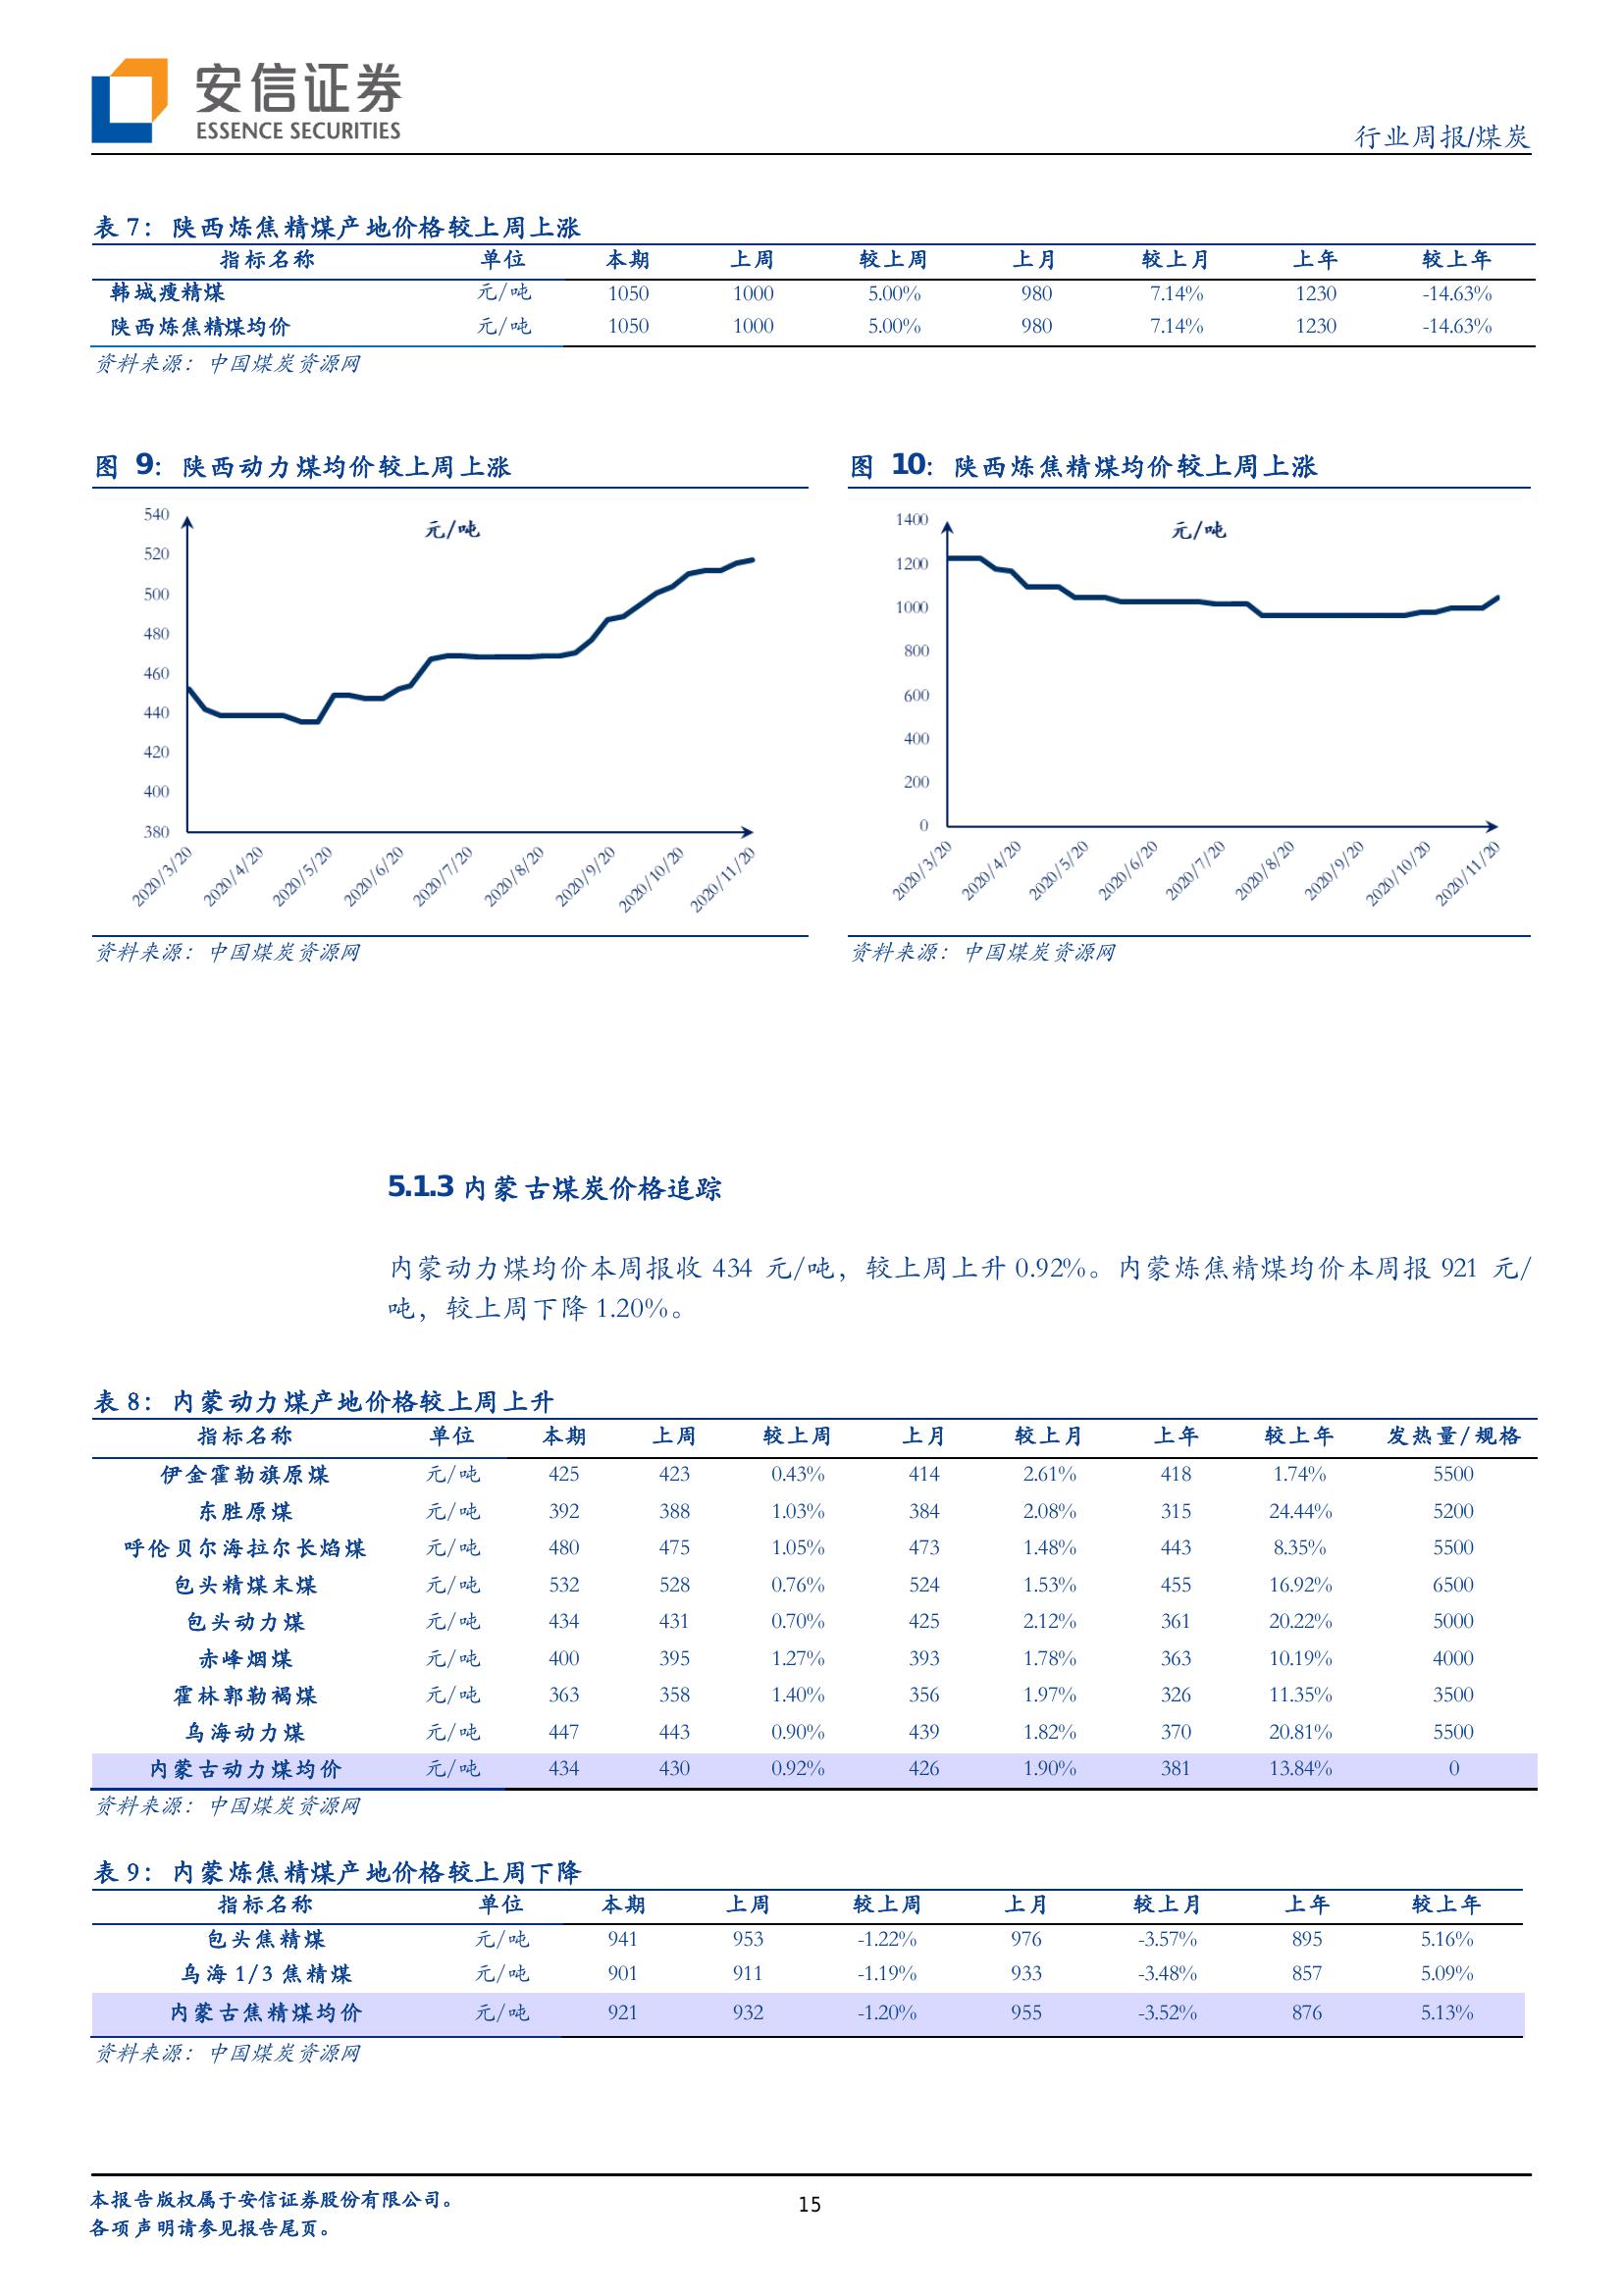 安信证券
ESSENCE SECURITIES
行业周报/煤炭
表 7：陕西炼焦精煤产地价格较上周上涨
指标名称 单位 本期 上周 较上周 上月 较上月 上年 较上年
韩城瘦精煤 元/吨 1050 1000 5.00% 980 7.14% 1230 -14.63%
陕西炼焦精煤均价 元/吨 1050 1000 5.00% 980 7.14% 1230 -14.63%
资料来源：中国煤炭资源网
图 9：陕西动力煤均价较上周上涨
元/吨
540
520
500
480
460
440
420
400
380
2020/3/20 2020/4/20 2020/5/20 2020/6/20 2020/7/20 2020/8/20 2020/9/20 2020/10/20 2020/11/20
资料来源：中国煤炭资源网
图 10：陕西炼焦精煤均价较上周上涨
元/吨
1400
1200
1000
800
600
400
200
0
2020/3/20 2020/4/20 2020/5/20 2020/6/20 2020/7/20 2020/8/20 2020/9/20 2020/10/20 2020/11/20
资料来源：中国煤炭资源网
5.1.3 内蒙古煤炭价格追踪
内蒙动力煤均价本周报收 434 元/吨，较上周上升 0.92%。内蒙炼焦精煤均价本周报 921 元/
吨，较上周下降 1.20%。
表 8：内蒙动力煤产地价格较上周上升
指标名称 单位 本期 上周 较上周 上月 较上月 上年 较上年 发热量/规格
伊金霍勒旗原煤 元/吨 425 423 0.43% 414 2.61% 418 1.74% 5500
东胜原煤 元/吨 392 388 1.03% 384 2.08% 315 24.44% 5200
呼伦贝尔海拉尔长焰煤 元/吨 480 475 1.05% 473 1.48% 443 8.35% 5500
包头精煤末煤 元/吨 532 528 0.76% 524 1.53% 455 16.92% 6500
包头动力煤 元/吨 434 431 0.70% 425 2.12% 361 20.22% 5000
赤峰烟煤 元/吨 400 395 1.27% 393 1.78% 363 10.19% 4000
霍林郭勒褐煤 元/吨 363 358 1.40% 356 1.97% 326 11.35% 3500
乌海动力煤 元/吨 447 443 0.90% 439 1.82% 370 20.81% 5500
内蒙古动力煤均价 元/吨 434 430 0.92% 426 1.90% 381 13.84% 0
资料来源：中国煤炭资源网
表 9：内蒙炼焦精煤产地价格较上周下降
指标名称 单位 本期 上周 较上周 上月 较上月 上年 较上年
包头焦精煤 元/吨 941 953 -1.22% 976 -3.57% 895 5.16%
乌海 1/3 焦精煤 元/吨 901 911 -1.19% 933 -3.48% 857 5.09%
内蒙古焦精煤均价 元/吨 921 932 -1.20% 955 -3.52% 876 5.13%
资料来源：中国煤炭资源网
本报告版权属于安信证券股份有限公司。
各项声明请参见报告尾页。
15